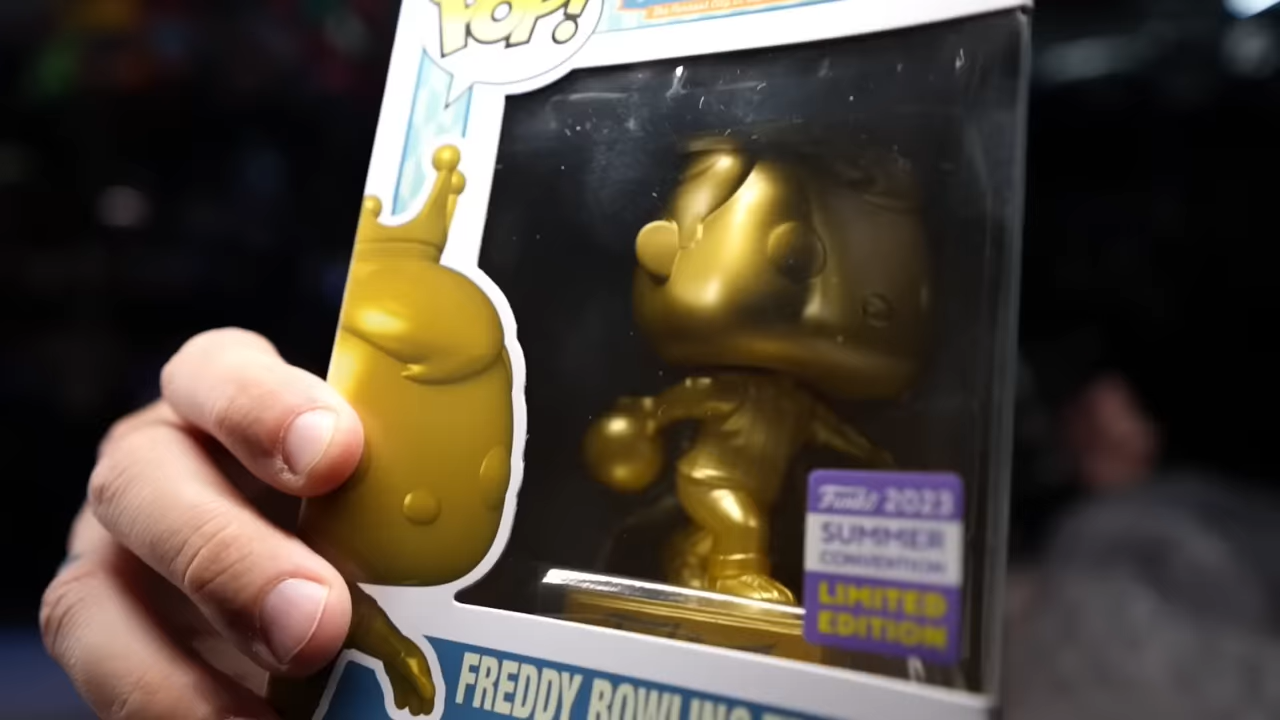 POP!
Funko 2023
SUMMER
CONVENTION
LIMITED
EDITION
FREDDY BOWLING